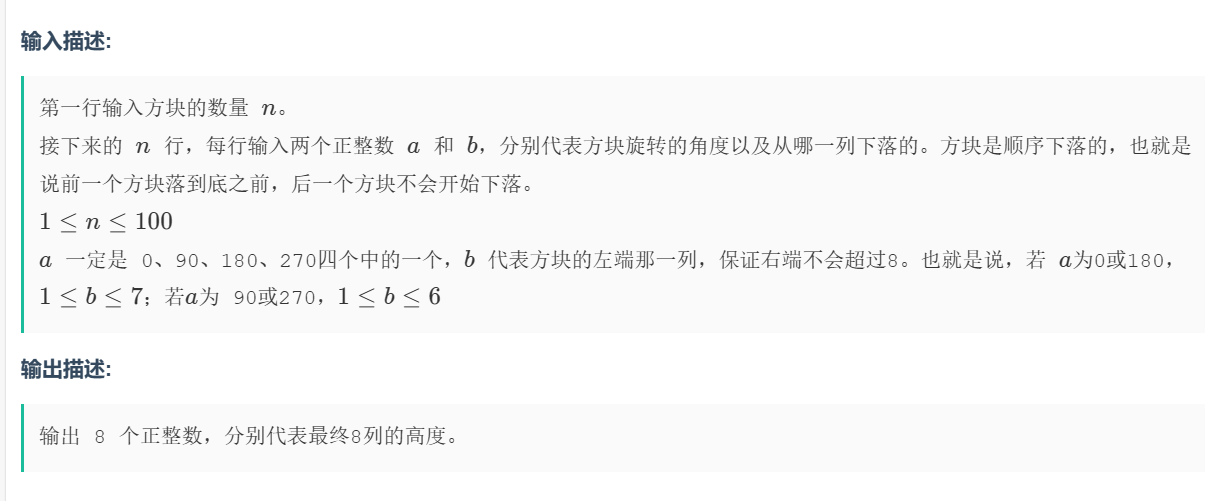 输入描述:
第一行输入方块的数量 n。
接下来的 n 行，每行输入两个正整数 a 和 b，分别代表方块旋转的角度以及从哪一列下落的。方块是顺序下落的，也就是
说前一个方块落到底之前，后一个方块不会开始下落。
1 ≤ n ≤ 100
a 一定是 0、90、180、270四个中的一个，b 代表方块的左端那一列，保证右端不会超过8。也就是说，若 a为0或180，
1 ≤ b ≤ 7；若a为 90或270，1 ≤ b ≤ 6
输出描述:
输出 8 个正整数，分别代表最终8列的高度。